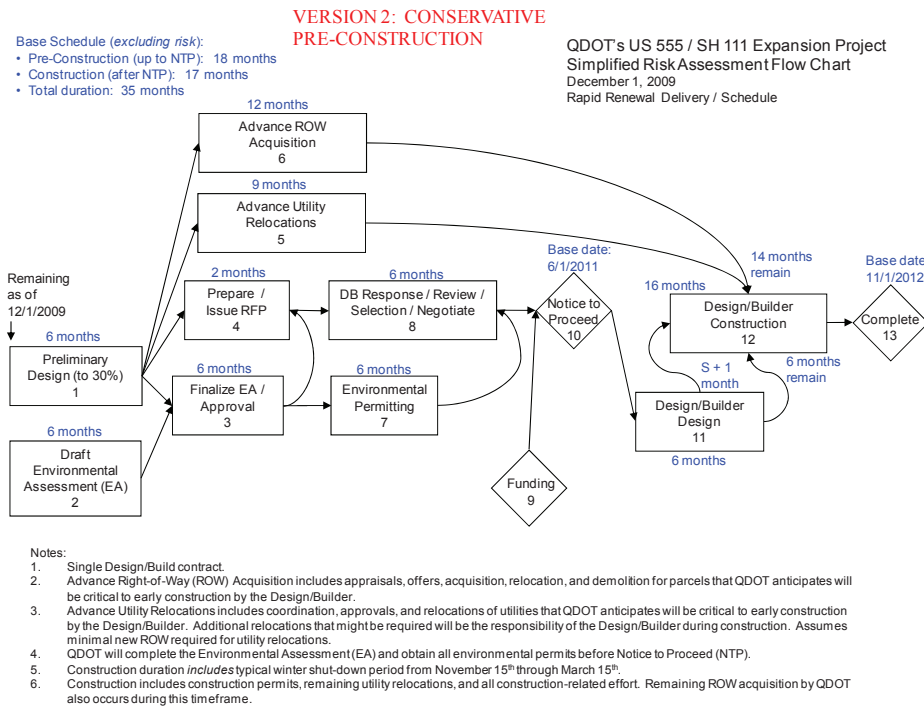 VERSION 2: CONSERVATIVE
PRE-CONSTRUCTION
QDOT's US 555 / SH 111 Expansion Project
Simplified Risk Assessment Flow Chart
December 1, 2009
Rapid Renewal Delivery / Schedule
Base Schedule (excluding risk):
• Pre-Construction (up to NTP): 18 months
• Construction (after NTP): 17 months
• Total duration: 35 months
12 months
Advance ROW
Acquisition
6
9 months
Advance Utility
Relocations
5
Remaining
as of
12/1/2009
2 months
Prepare /
Issue RFP
4
6 months
DB Response / Review /
Selection / Negotiate
8
Base date:
6/1/2011
Notice to
Proceed
10
14 months
remain
16 months
Design/Builder
Construction
12
Base date:
11/1/2012
Complete
13
6 months
Preliminary
Design (to 30%)
1
6 months
Finalize EA /
Approval
3
6 months
Environmental
Permitting
7
S + 1
month
6 months
remain
Design/Builder
Design
11
6 months
6 months
Draft
Environmental
Assessment (EA)
2
Funding
9
Notes:
1. Single Design/Build contract.
2. Advance Right-of-Way (ROW) Acquisition includes appraisals, offers, acquisition, relocation, and demolition for parcels that QDOT anticipates will
be critical to early construction by the Design/Builder.
3. Advance Utility Relocations includes coordination, approvals, and relocations of utilities that QDOT anticipates will be critical to early construction
by the Design/Builder. Additional relocations that might be required will be the responsibility of the Design/Builder during construction. Assumes
minimal new ROW required for utility relocations.
4. QDOT will complete the Environmental Assessment (EA) and obtain all environmental permits before Notice to Proceed (NTP).
5. Construction duration includes typical winter shut-down period from November 15th through March 15th.
6. Construction includes construction permits, remaining utility relocations, and all construction-related effort. Remaining ROW acquisition by QDOT
also occurs during this timeframe.